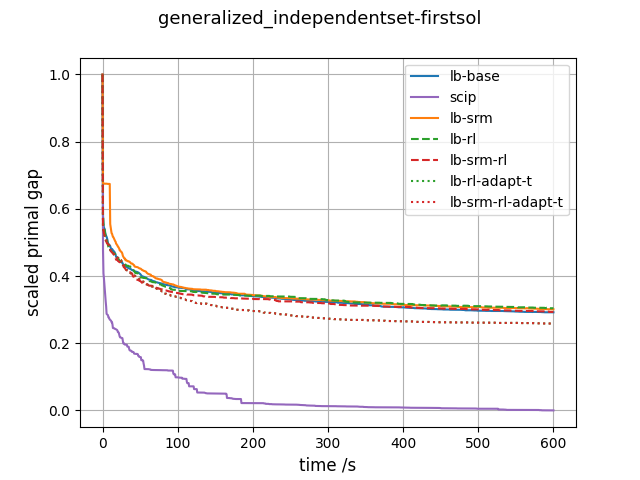 generalized_independentset-firstsol
scaled primal gap
1.0
0.8
0.6
0.4
0.2
0.0
lb-base
scip
lb-srm
lb-rl
lb-srm-rl
lb-rl-adapt-t
lb-srm-rl-adapt-t
0 100 200 300 400 500 600
time /s